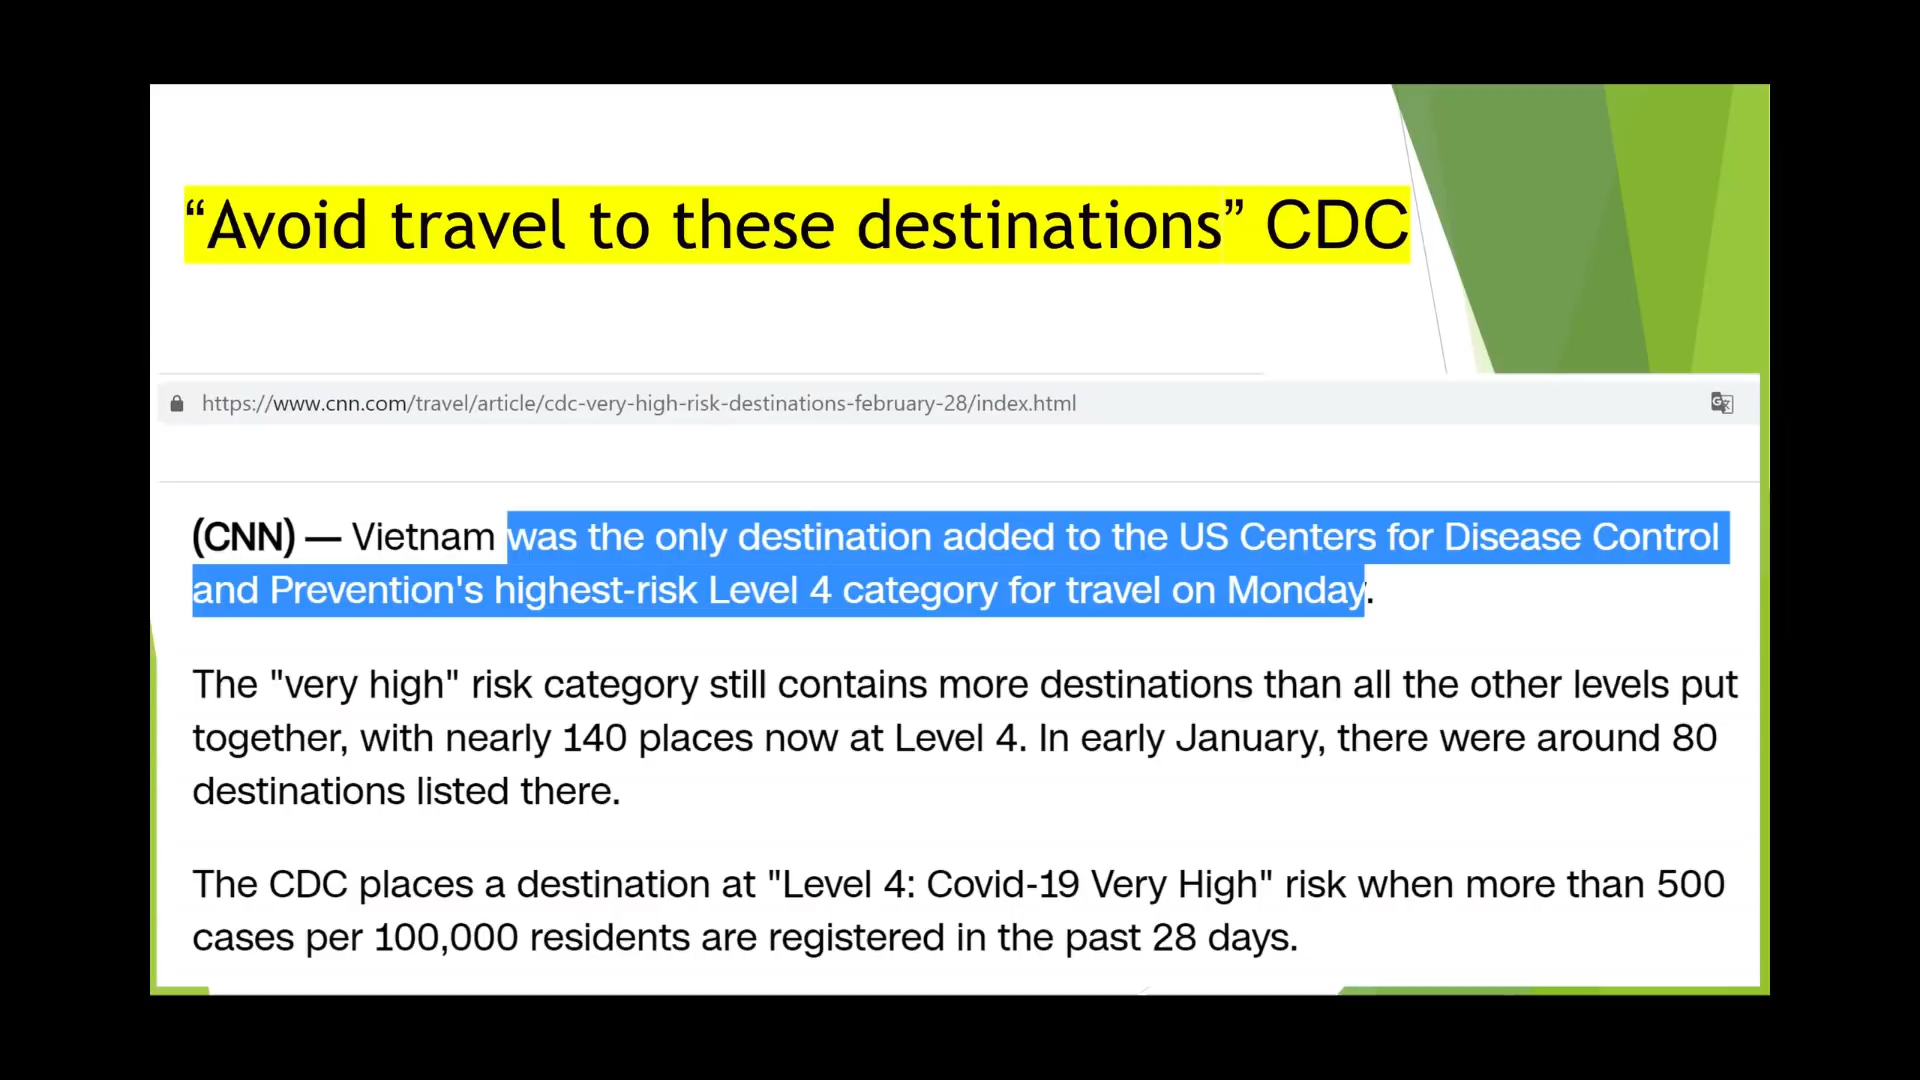 “Avoid travel to these destinations” CDC
https://www.cnn.com/travel/article/cdc-very-high-risk-destinations-february-28/index.html
(CNN) — Vietnam was the only destination added to the US Centers for Disease Control
and Prevention's highest-risk Level 4 category for travel on Monday.
The "very high" risk category still contains more destinations than all the other levels put
together, with nearly 140 places now at Level 4. In early January, there were around 80
destinations listed there.
The CDC places a destination at "Level 4: Covid-19 Very High" risk when more than 500
cases per 100,000 residents are registered in the past 28 days.